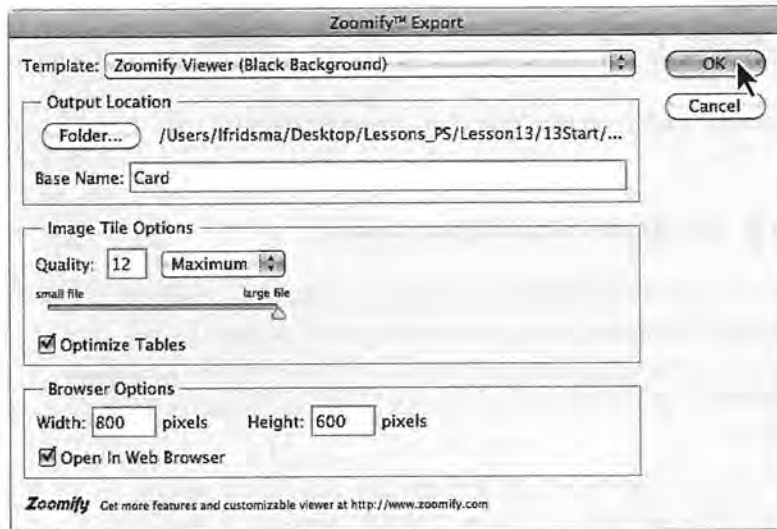 Zoomify™ Export
Template: Zoomify Viewer (Black Background)
OK
Cancel
Output Location
Folder... /Users/lfridsma/Desktop/Lessons_PS/Lesson13/13Start/...
Base Name: Card
Image Tile Options
Quality: 12 Maximum
small file large file
Optimize Tables
Browser Options
Width: 800 pixels Height: 600 pixels
Open In Web Browser
Zoomify Get more features and customizable viewer at http://www.zoomify.com